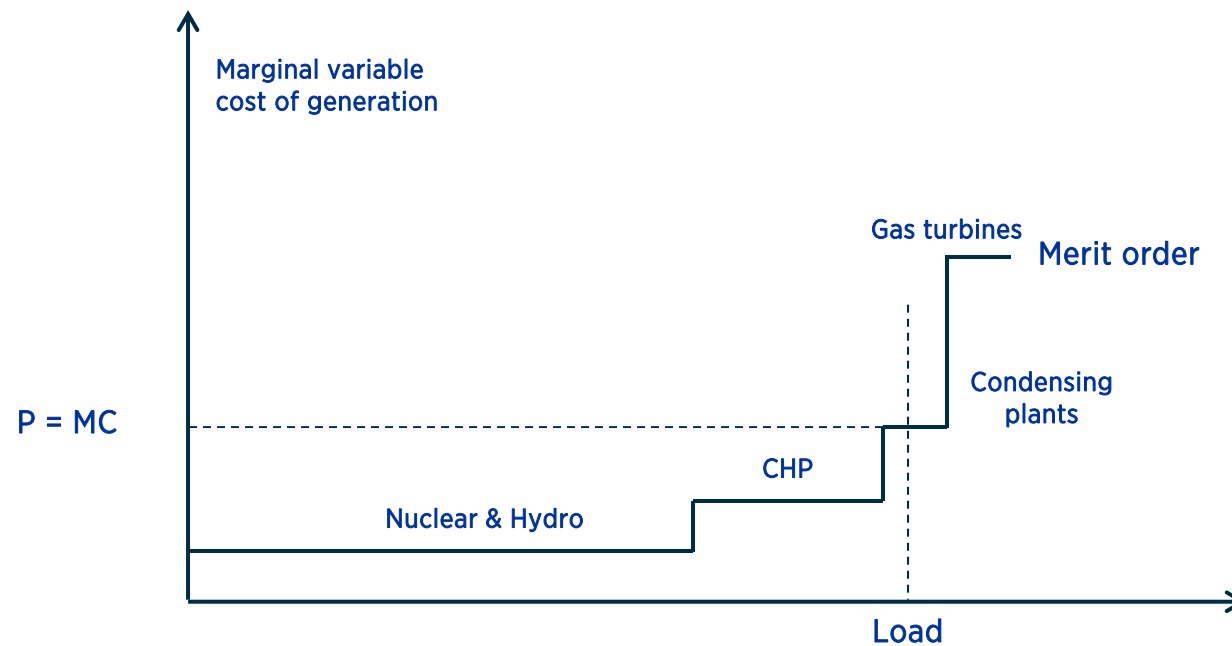 Marginal variable
cost of generation
Gas turbines
Merit order
Condensing
plants
P = MC
CHP
Nuclear & Hydro
Load